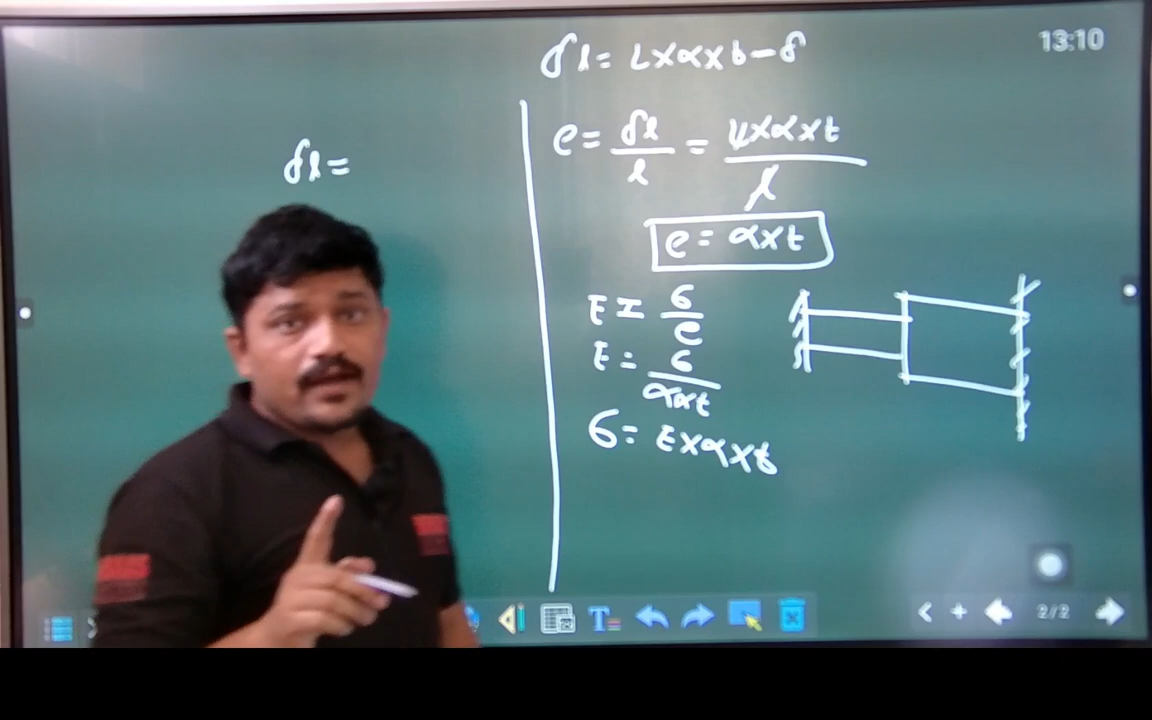 13:10
δl = L×α×t-δ
δl =
e = δl/l = l×α×t/l
e = α×t
E = σ/e
E = σ/α×t
σ = E×α×t
2/2